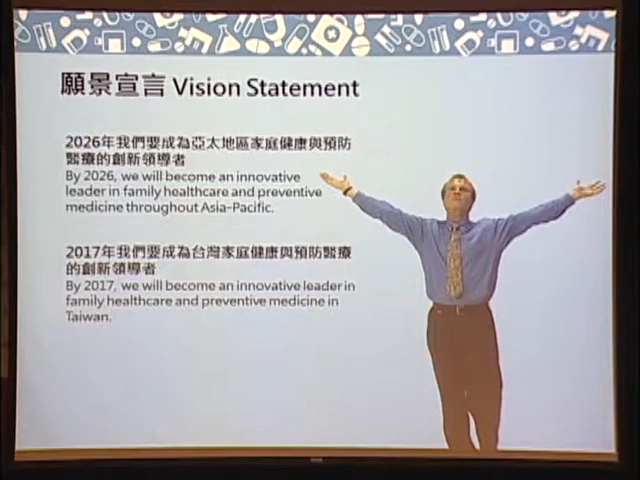 願景宣言 Vision Statement
2026年我們要成為亞太地區家庭健康與預防
醫療的創新領導者
By 2026, we will become an innovative
leader in family healthcare and preventive
medicine throughout Asia-Pacific.
2017年我們要成為台灣家庭健康與預防醫療
的創新領導者
By 2017, we will become an innovative leader in
family healthcare and preventive medicine in
Taiwan.